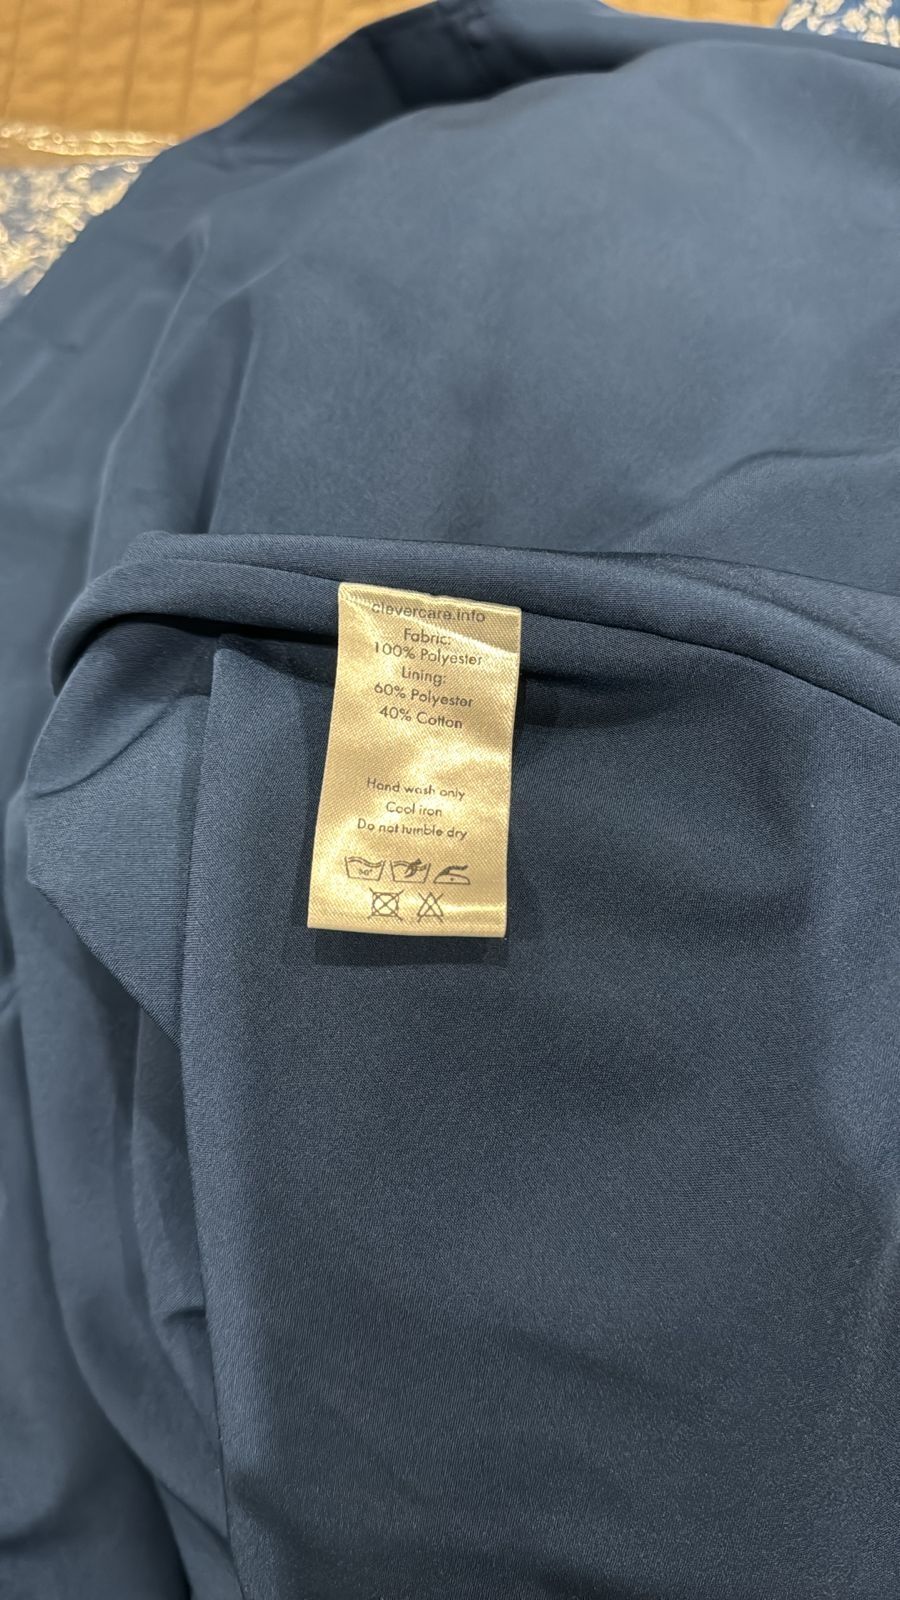 clevercare.info
Fabric:
100% Polyester
Lining:
60% Polyester
40% Cotton
Hand wash only
Cool iron
Do not tumble dry
30°